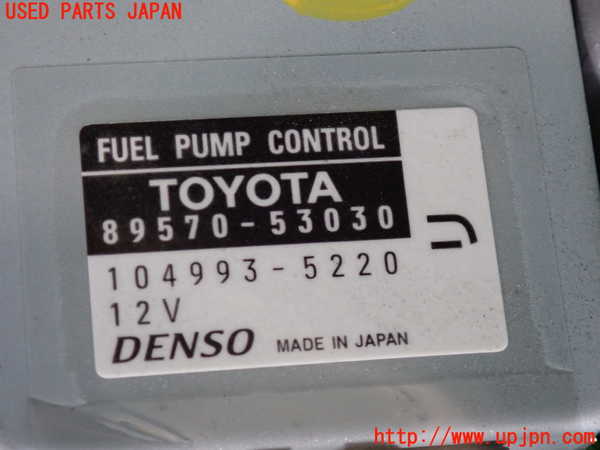 USED PARTS JAPAN
FUEL PUMP CONTROL
TOYOTA
89570-53030
104993-5220
12V
DENSO MADE IN JAPAN
http://www.upjpn.com